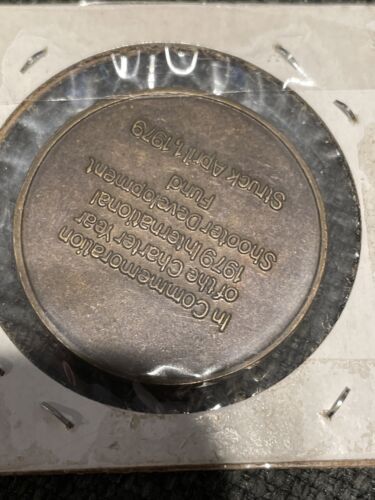 In Commemoration
of the Charter Year
1979 International
Shooter Development
Fund
Struck April 1, 1979